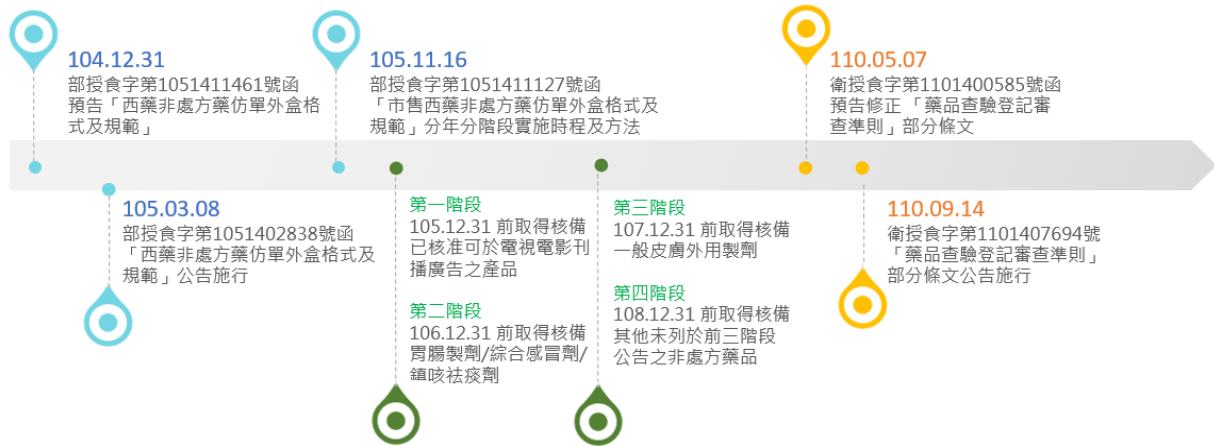 104.12.31
部授食字第1051411461號函
預告「西藥非處方藥仿單外盒格
式及規範」
105.03.08
部授食字第1051402838號函
「西藥非處方藥仿單外盒格式及
規範」公告施行
105.11.16
部授食字第1051411127號函
「市售西藥非處方藥仿單外盒格式及
規範」分年分階段實施時程及方法
第一階段
105.12.31 前取得核備
已核准可於電視電影刊
播廣告之產品
第二階段
106.12.31 前取得核備
胃腸製劑/綜合感冒劑/
鎮咳祛痰劑
第三階段
107.12.31 前取得核備
一般皮膚外用製劑
第四階段
108.12.31 前取得核備
其他未列於前三階段
公告之非處方藥品
110.05.07
衛授食字第1101400585號函
預告修正 「藥品查驗登記審
查準則」部分條文
110.09.14
衛授食字第1101407694號
「藥品查驗登記審查準則」
部分條文公告施行